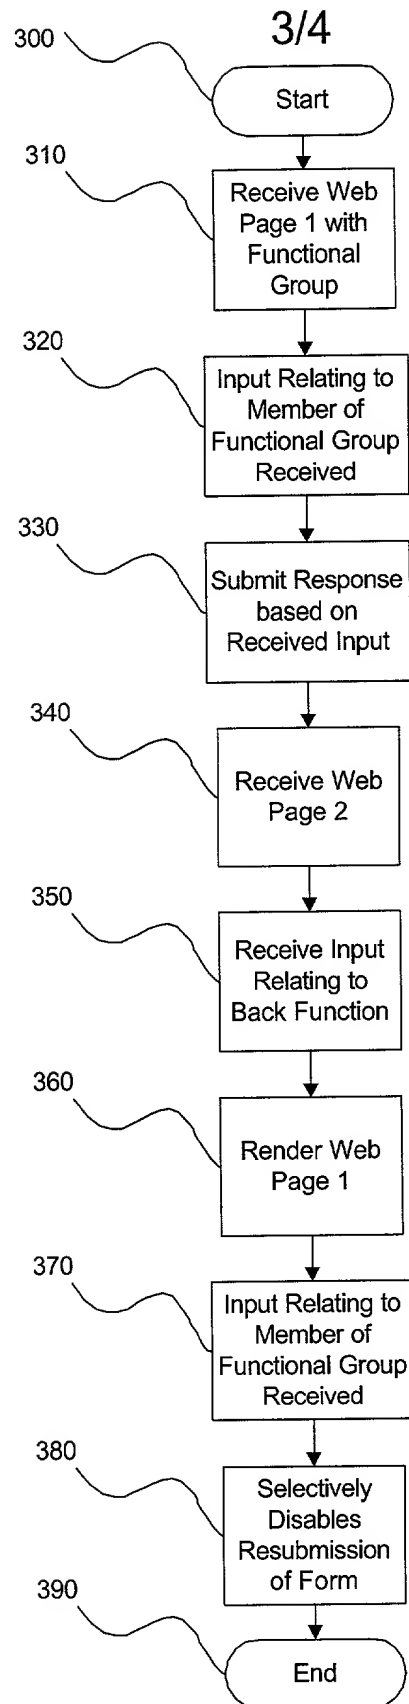 3/4
300
Start
310
Receive Web
Page 1 with
Functional
Group
320
Input Relating to
Member of
Functional Group
Received
330
Submit Response
based on
Received Input
340
Receive Web
Page 2
350
Receive Input
Relating to
Back Function
360
Render Web
Page 1
370
Input Relating to
Member of
Functional Group
Received
380
Selectively
Disables
Resubmission
of Form
390
End